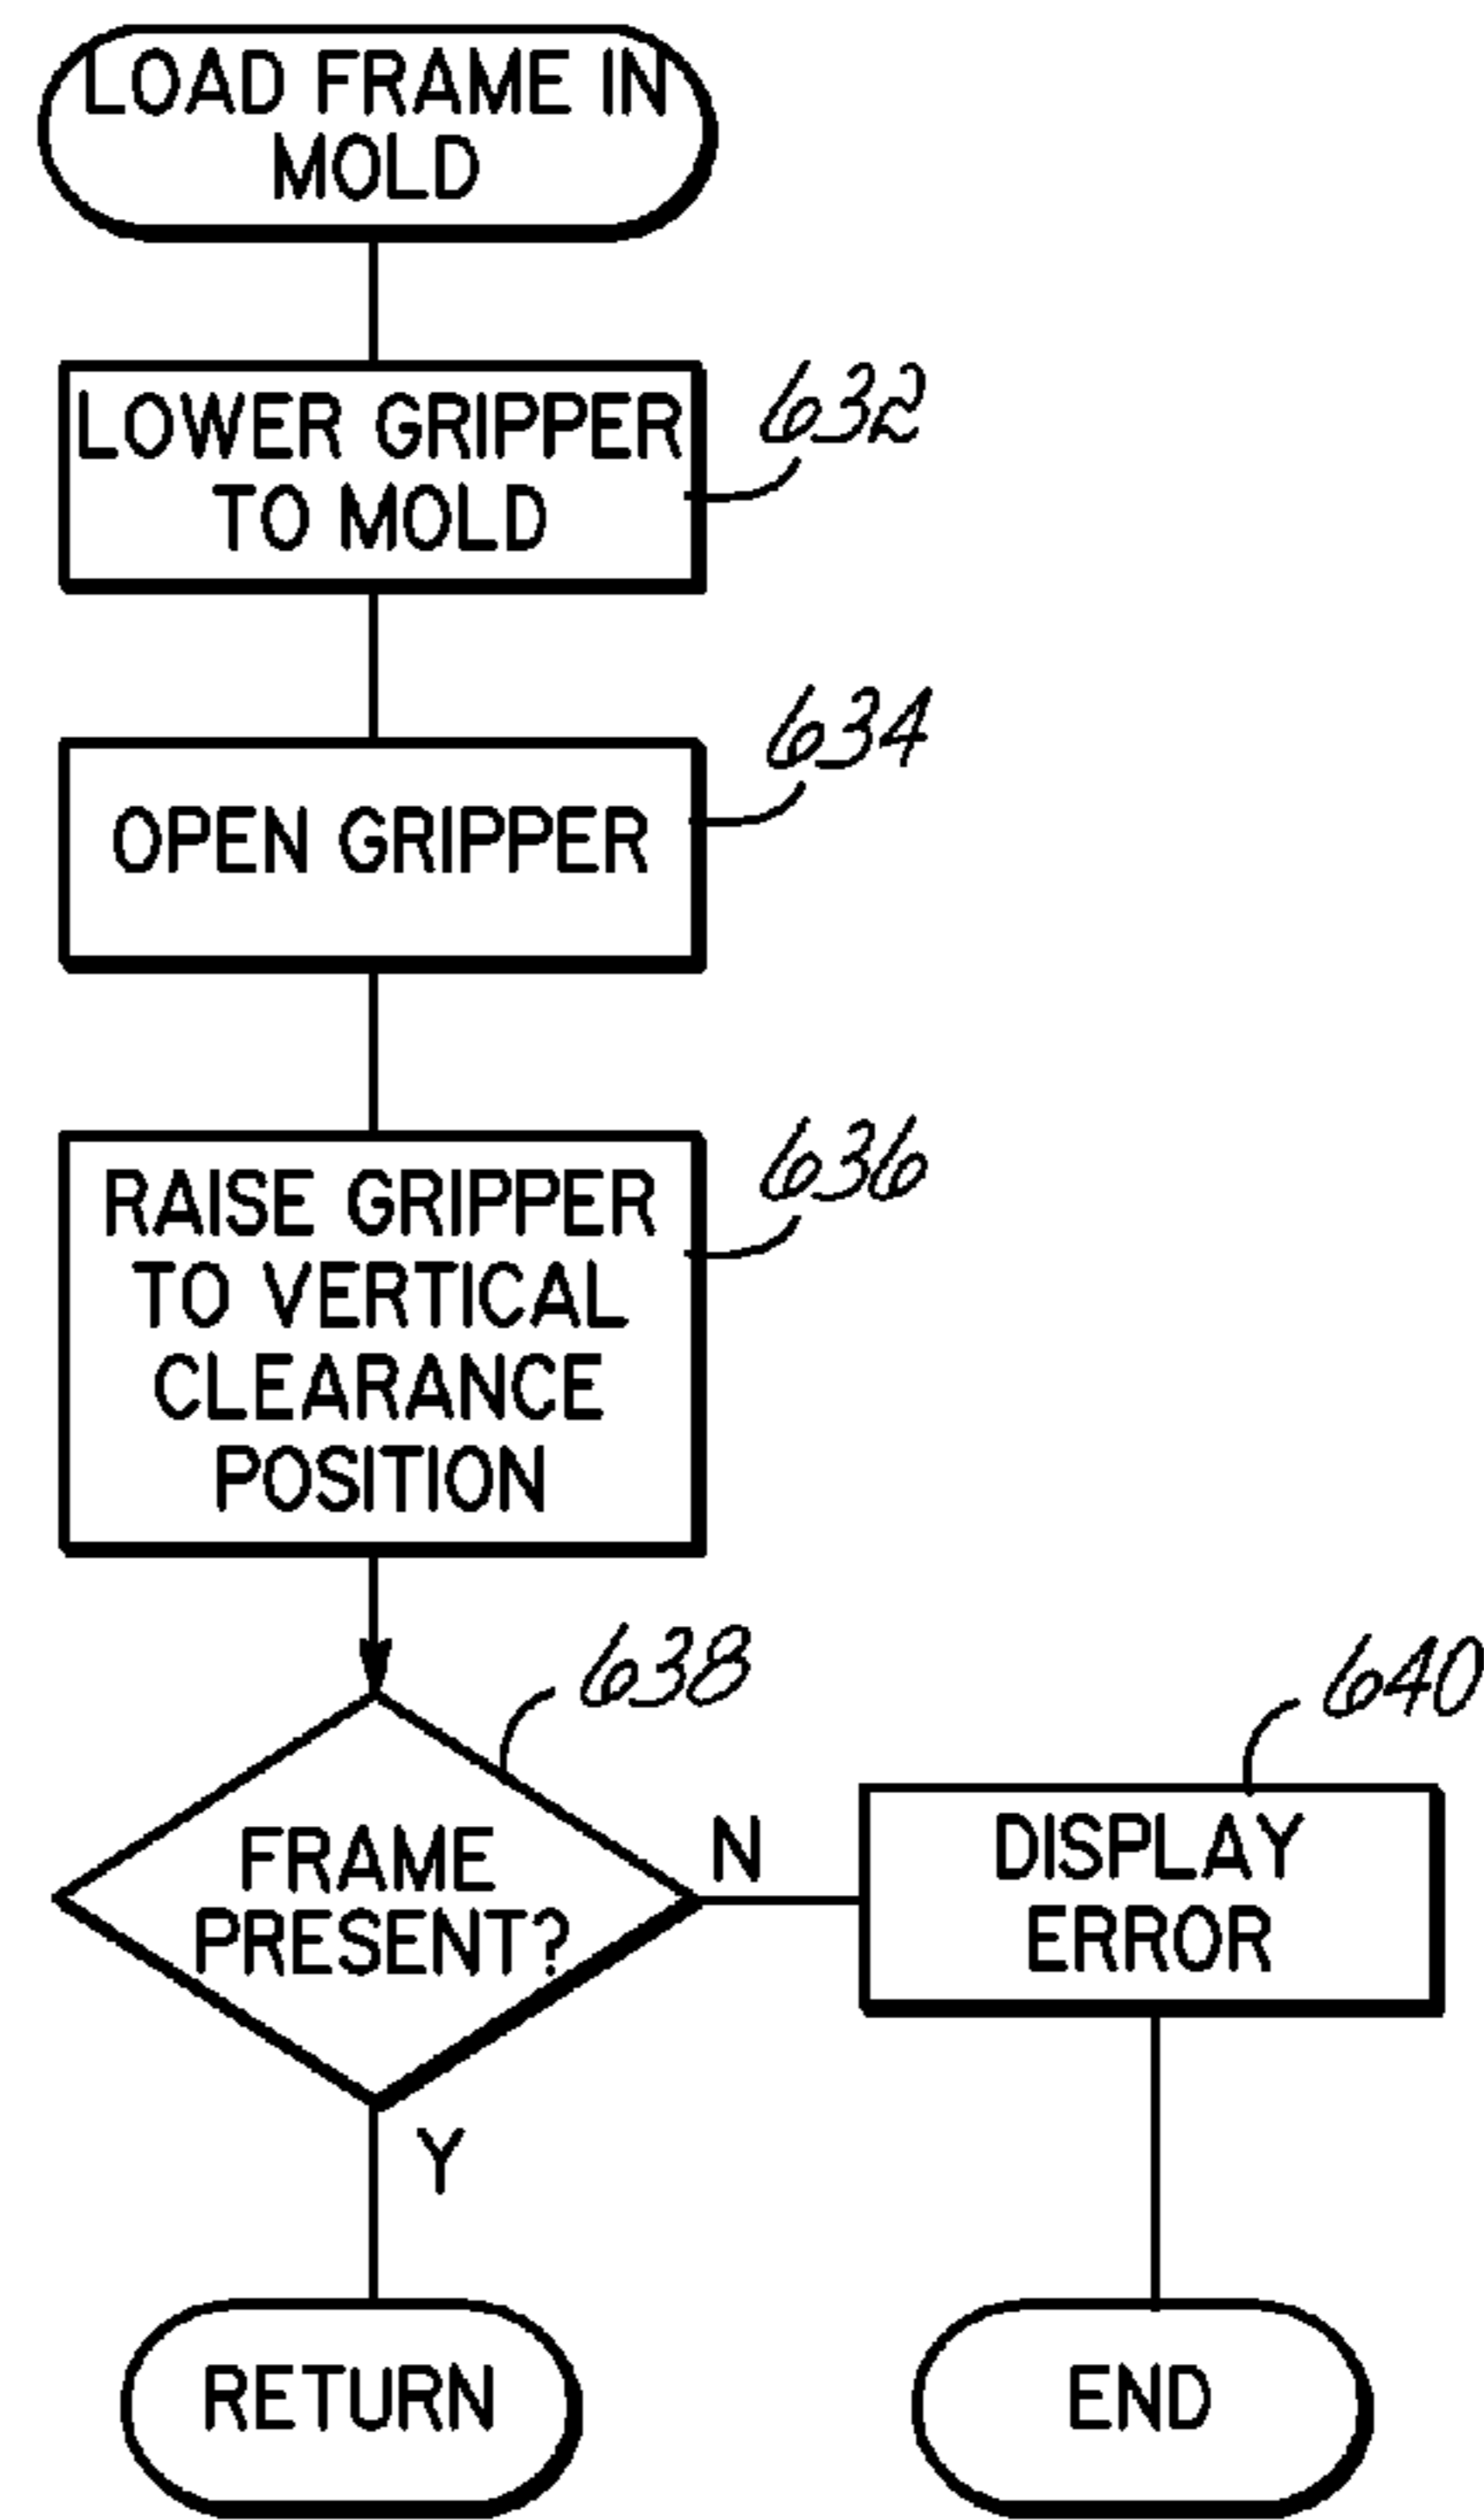 LOAD FRAME IN
MOLD
LOWER GRIPPER
TO MOLD
632
OPEN GRIPPER
634
RAISE GRIPPER
TO VERTICAL
CLEARANCE
POSITION
636
FRAME
PRESENT?
638
N
Y
DISPLAY
ERROR
640
RETURN
END